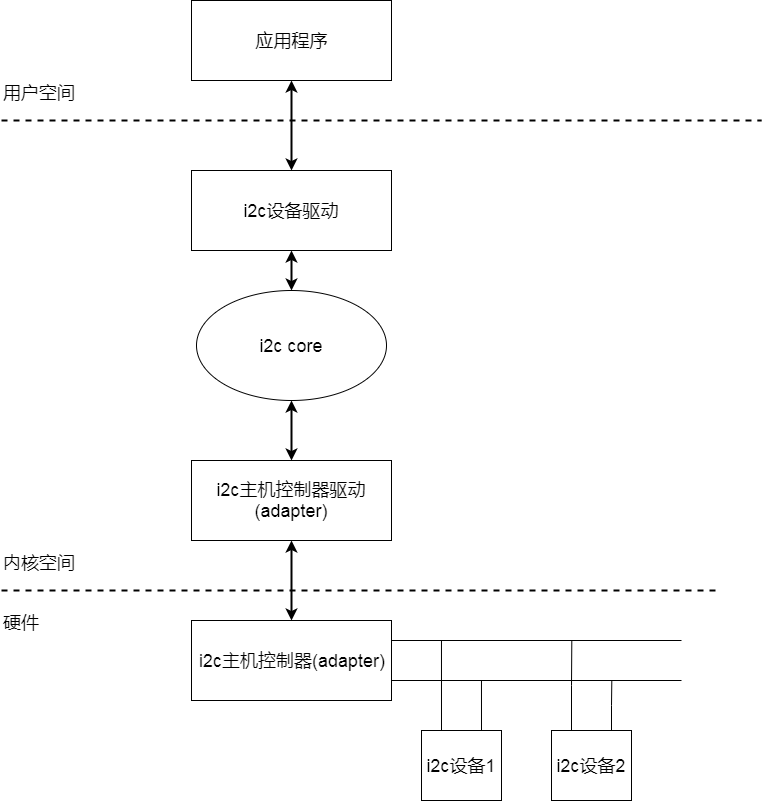 应用程序
用户空间
i2c设备驱动
i2c core
i2c主机控制器驱动
(adapter)
内核空间
硬件
i2c主机控制器(adapter)
i2c设备1
i2c设备2